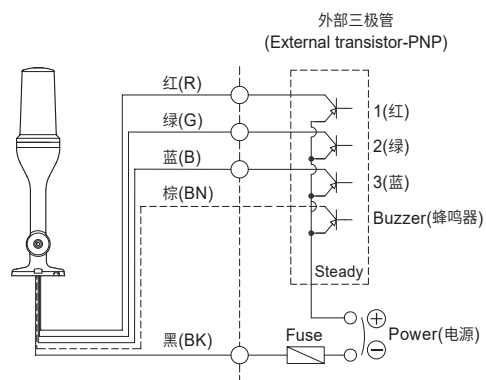 外部三极管
(External transistor-PNP)
红(R)
1(红)
绿(G)
2(绿)
蓝(B)
3(蓝)
棕(BN)
Buzzer(蜂鸣器)
Steady
黑(BK)
Fuse
Power(电源)